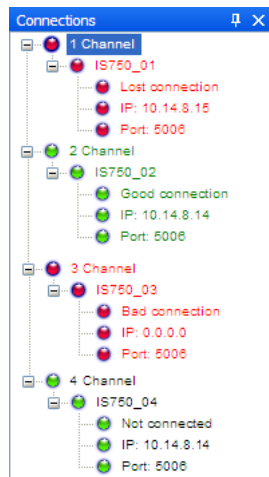 Connections
1 Channel
IS750_01
Lost connection
IP: 10.14.8.15
Port: 5006
2 Channel
IS750_02
Good connection
IP: 10.14.8.14
Port: 5006
3 Channel
IS750_03
Bad connection
IP: 0.0.0.0
Port: 5006
4 Channel
IS750_04
Not connected
IP: 10.14.8.14
Port: 5006